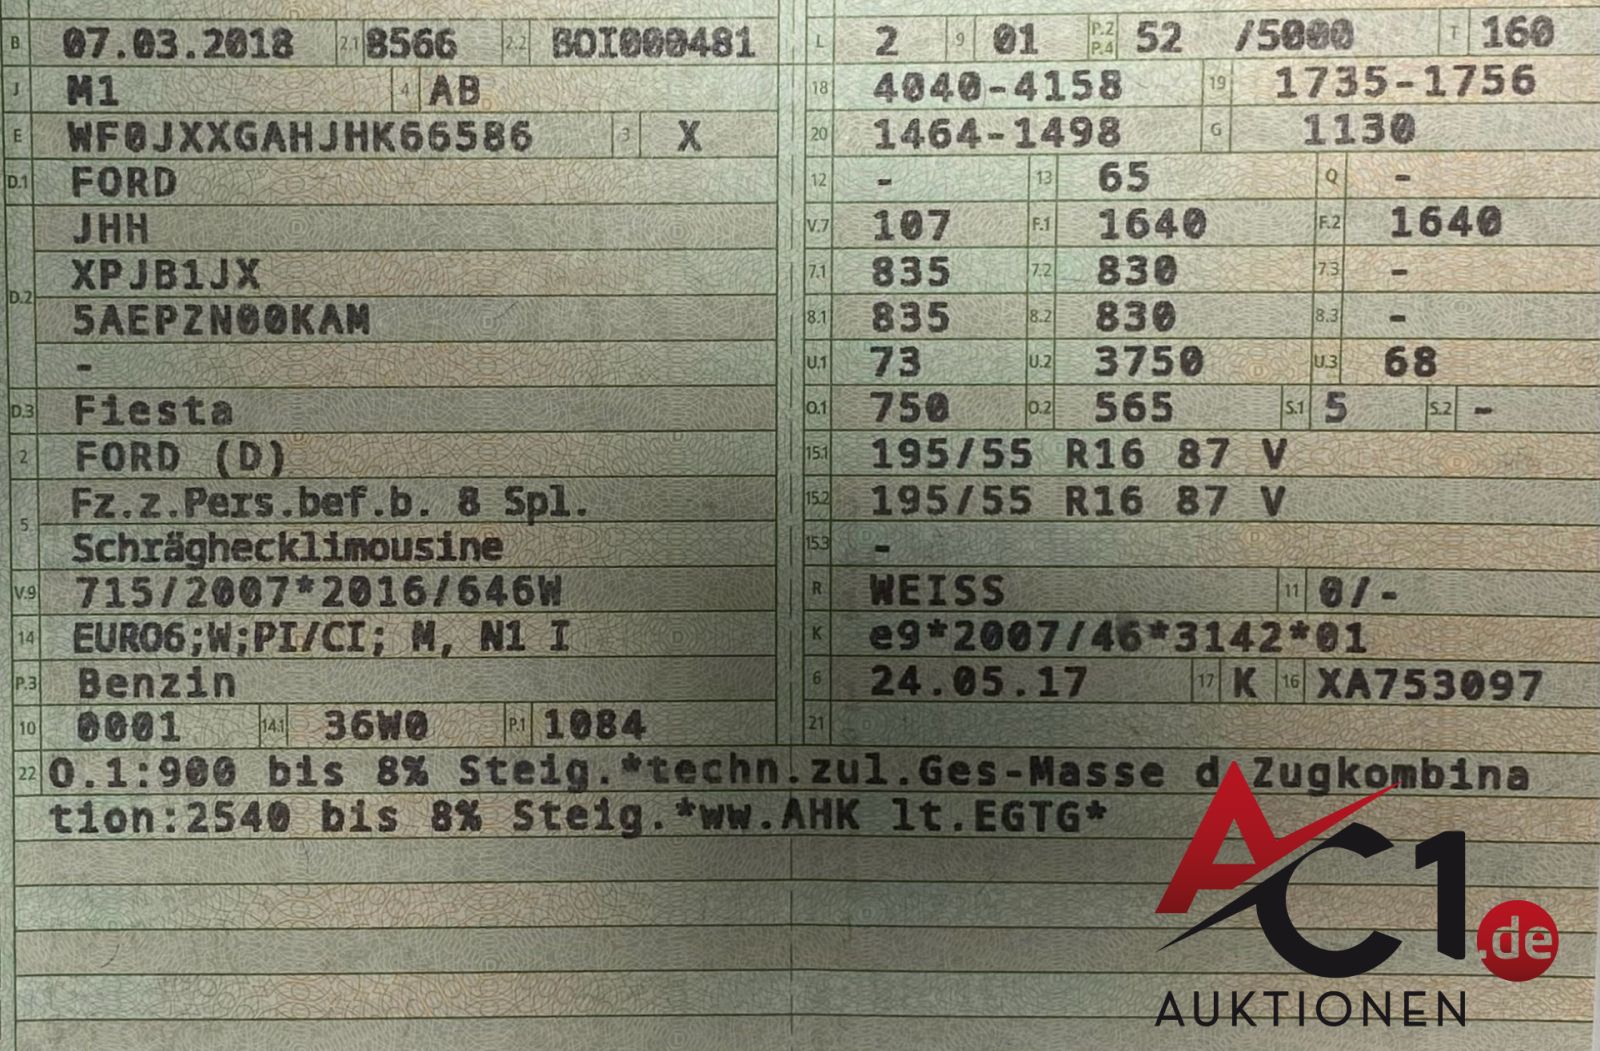 B 07.03.2018 2.1 8566 2.2 BOI000481
J M1 4 AB
E WF0JXXGAHJHK66586 3 X
D.1 FORD
D.2 JHH
XPJB1JX
5AEPZN00KAM
-
D.3 Fiesta
2 FORD (D)
5 Fz.z.Pers.bef.b. 8 Spl.
Schräghecklimousine
V.9 715/2007*2016/646W
14 EURO6;W;PI/CI; M, N1 I
P.3 Benzin
10 0001 14.1 36W0 P.1 1084
L 2 9 01 P.2 P.4 52 /5000 T 160
18 4040-4158 19 1735-1756
20 1464-1498 G 1130
12 - 13 65 Q -
V.7 107 F.1 1640 F.2 1640
7.1 835 7.2 830 7.3 -
8.1 835 8.2 830 8.3 -
U.1 73 U.2 3750 U.3 68
O.1 750 O.2 565 S.1 5 S.2 -
15.1 195/55 R16 87 V
15.2 195/55 R16 87 V
15.3 -
R WEISS 11 0/-
K e9*2007/46*3142*01
6 24.05.17 17 K 16 XA753097
21
22 O.1:900 bis 8% Steig.*techn.zul.Ges-Masse d.Zugkombina
tion:2540 bis 8% Steig.*ww.AHK lt.EGTG*
AC1.de
AUKTIONEN